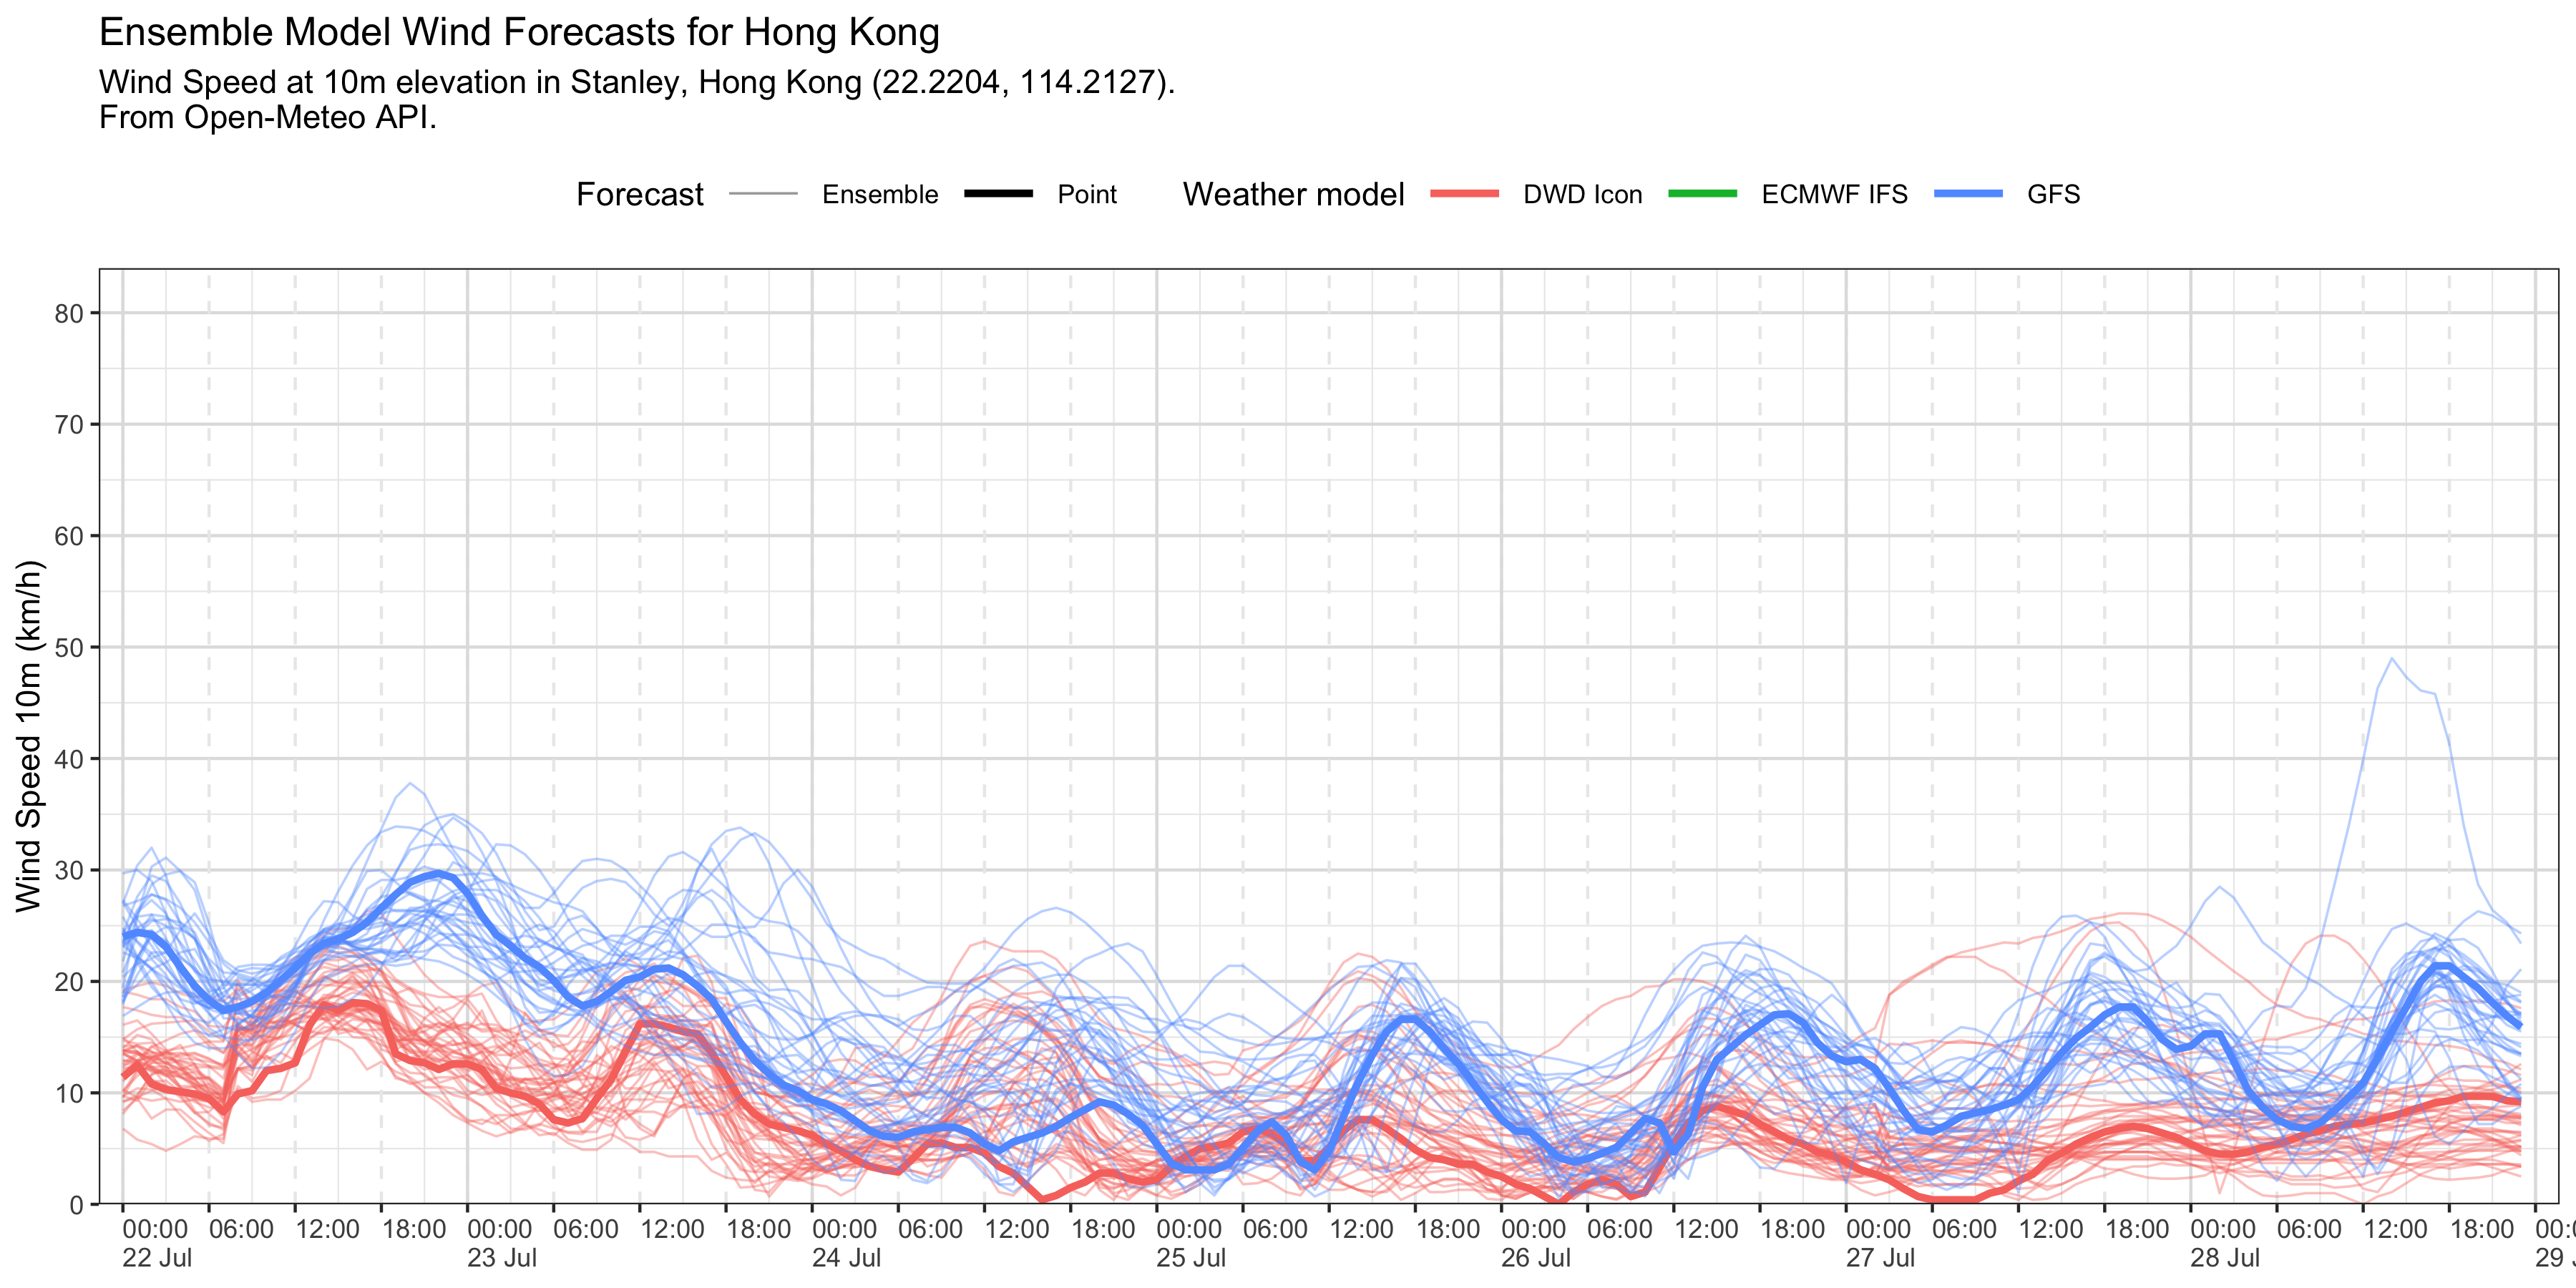 Ensemble Model Wind Forecasts for Hong Kong
Wind Speed at 10m elevation in Stanley, Hong Kong (22.2204, 114.2127).
From Open-Meteo API.
Forecast Ensemble Point Weather model DWD Icon ECMWF IFS GFS
Wind Speed 10m (km/h)
80
70
60
50
40
30
20
10
0
00:00 06:00 12:00 18:00 00:00 06:00 12:00 18:00 00:00 06:00 12:00 18:00 00:00 06:00 12:00 18:00 00:00 06:00 12:00 18:00 00:00 06:00 12:00 18:00 00:00 06:00 12:00 18:00
22 Jul 23 Jul 24 Jul 25 Jul 26 Jul 27 Jul 28 Jul 29